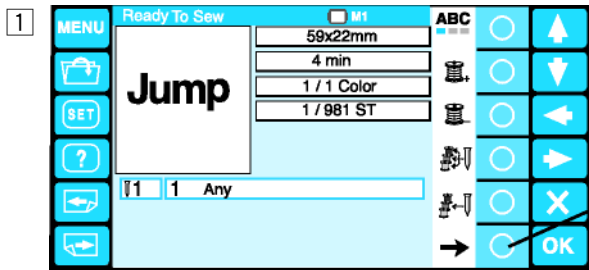 1
MENU
SET
?
Ready To Sew
M1
Jump
59x22mm
4 min
1 / 1 Color
1 / 981 ST
1 1 Any
ABC
X
OK